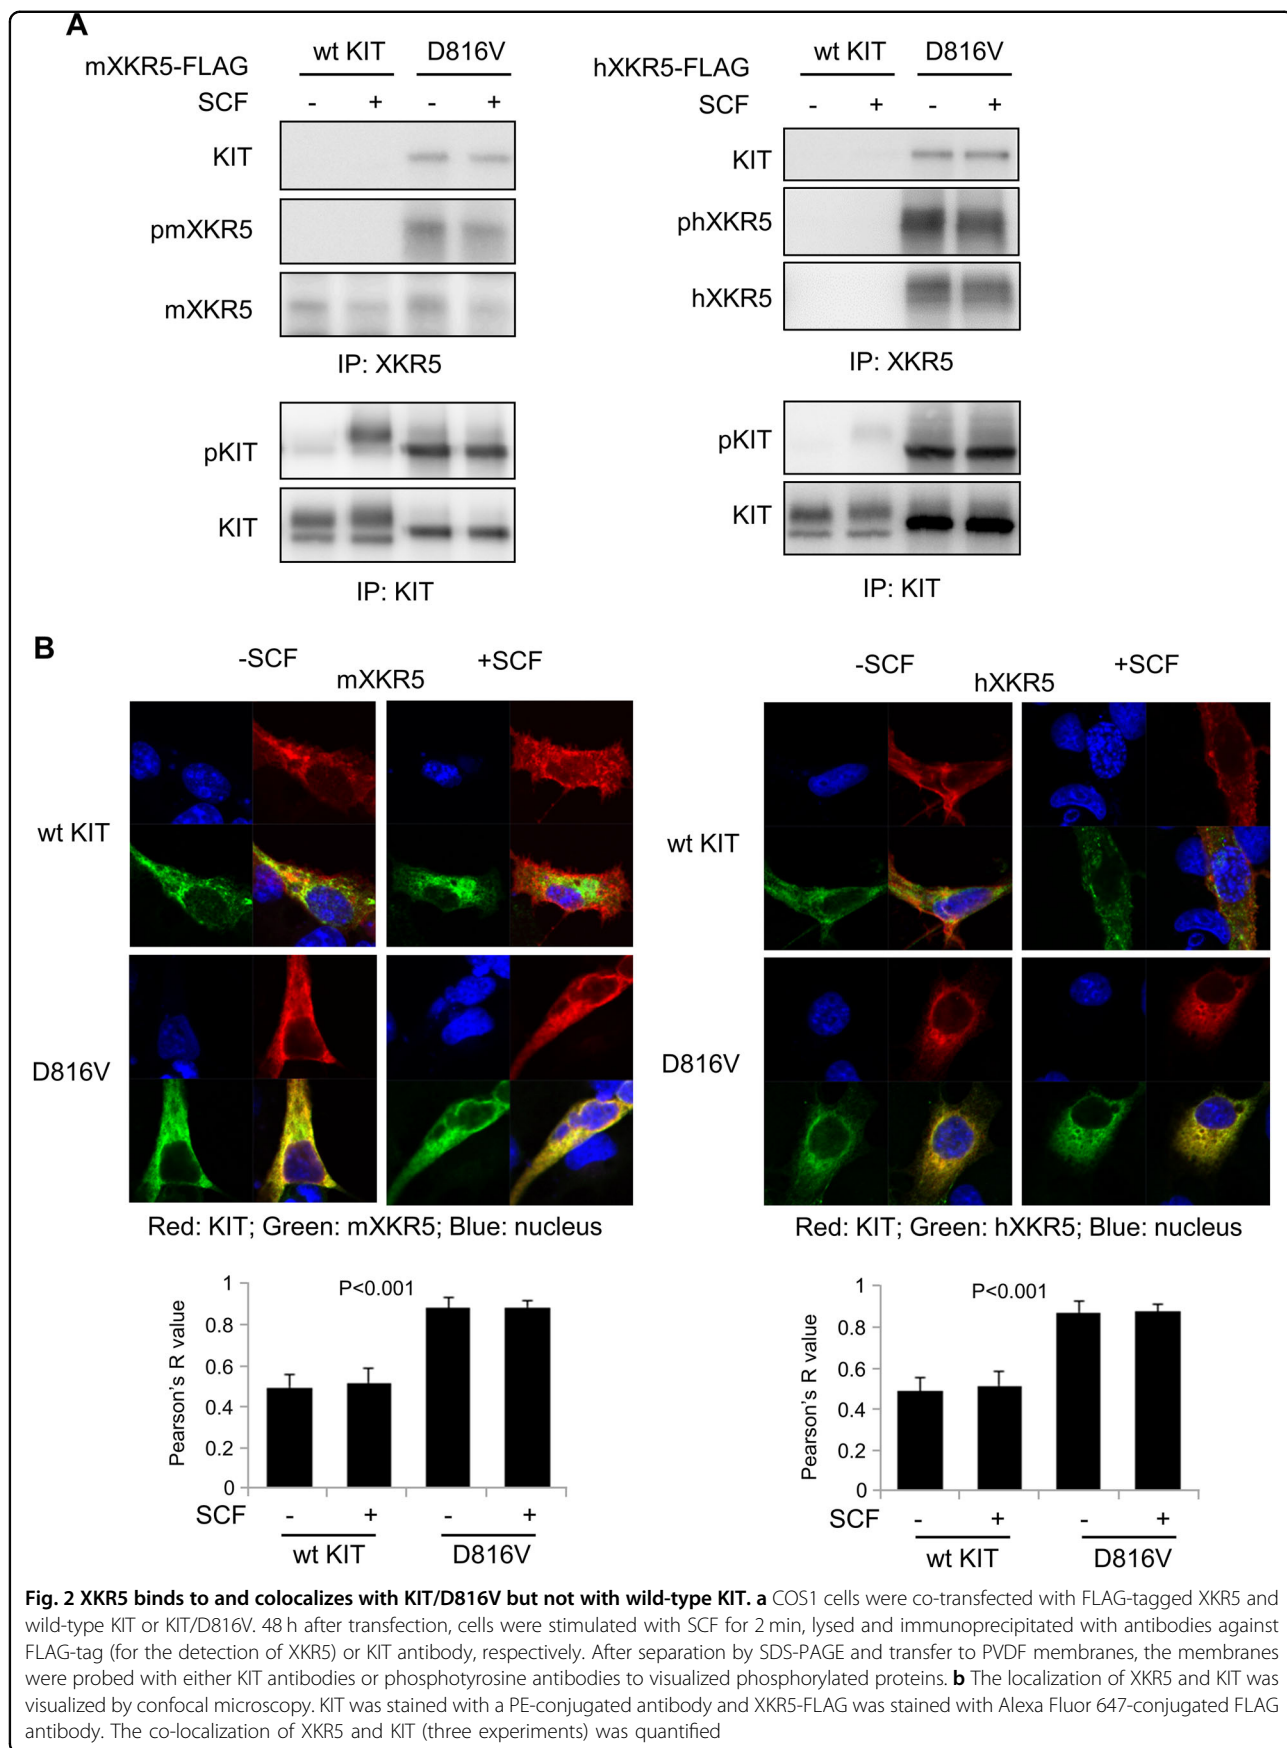 A
mXKR5-FLAG
wt KIT D816V
SCF - + - +
KIT
pmXKR5
mXKR5
IP: XKR5
pKIT
KIT
IP: KIT
hXKR5-FLAG
wt KIT D816V
SCF - + - +
KIT
phXKR5
hXKR5
IP: XKR5
pKIT
KIT
IP: KIT
B
-SCF +SCF
mXKR5
wt KIT
D816V
Red: KIT; Green: mXKR5; Blue: nucleus
-SCF +SCF
hXKR5
wt KIT
D816V
Red: KIT; Green: hXKR5; Blue: nucleus
Pearson's R value
1
0.8
0.6
0.4
0.2
0
P<0.001
SCF - + - +
wt KIT D816V
Pearson's R value
1
0.8
0.6
0.4
0.2
0
P<0.001
SCF - + - +
wt KIT D816V
Fig. 2 XKR5 binds to and colocalizes with KIT/D816V but not with wild-type KIT. a COS1 cells were co-transfected with FLAG-tagged XKR5 and
wild-type KIT or KIT/D816V. 48 h after transfection, cells were stimulated with SCF for 2 min, lysed and immunoprecipitated with antibodies against
FLAG-tag (for the detection of XKR5) or KIT antibody, respectively. After separation by SDS-PAGE and transfer to PVDF membranes, the membranes
were probed with either KIT antibodies or phosphotyrosine antibodies to visualized phosphorylated proteins. b The localization of XKR5 and KIT was
visualized by confocal microscopy. KIT was stained with a PE-conjugated antibody and XKR5-FLAG was stained with Alexa Fluor 647-conjugated FLAG
antibody. The co-localization of XKR5 and KIT (three experiments) was quantified